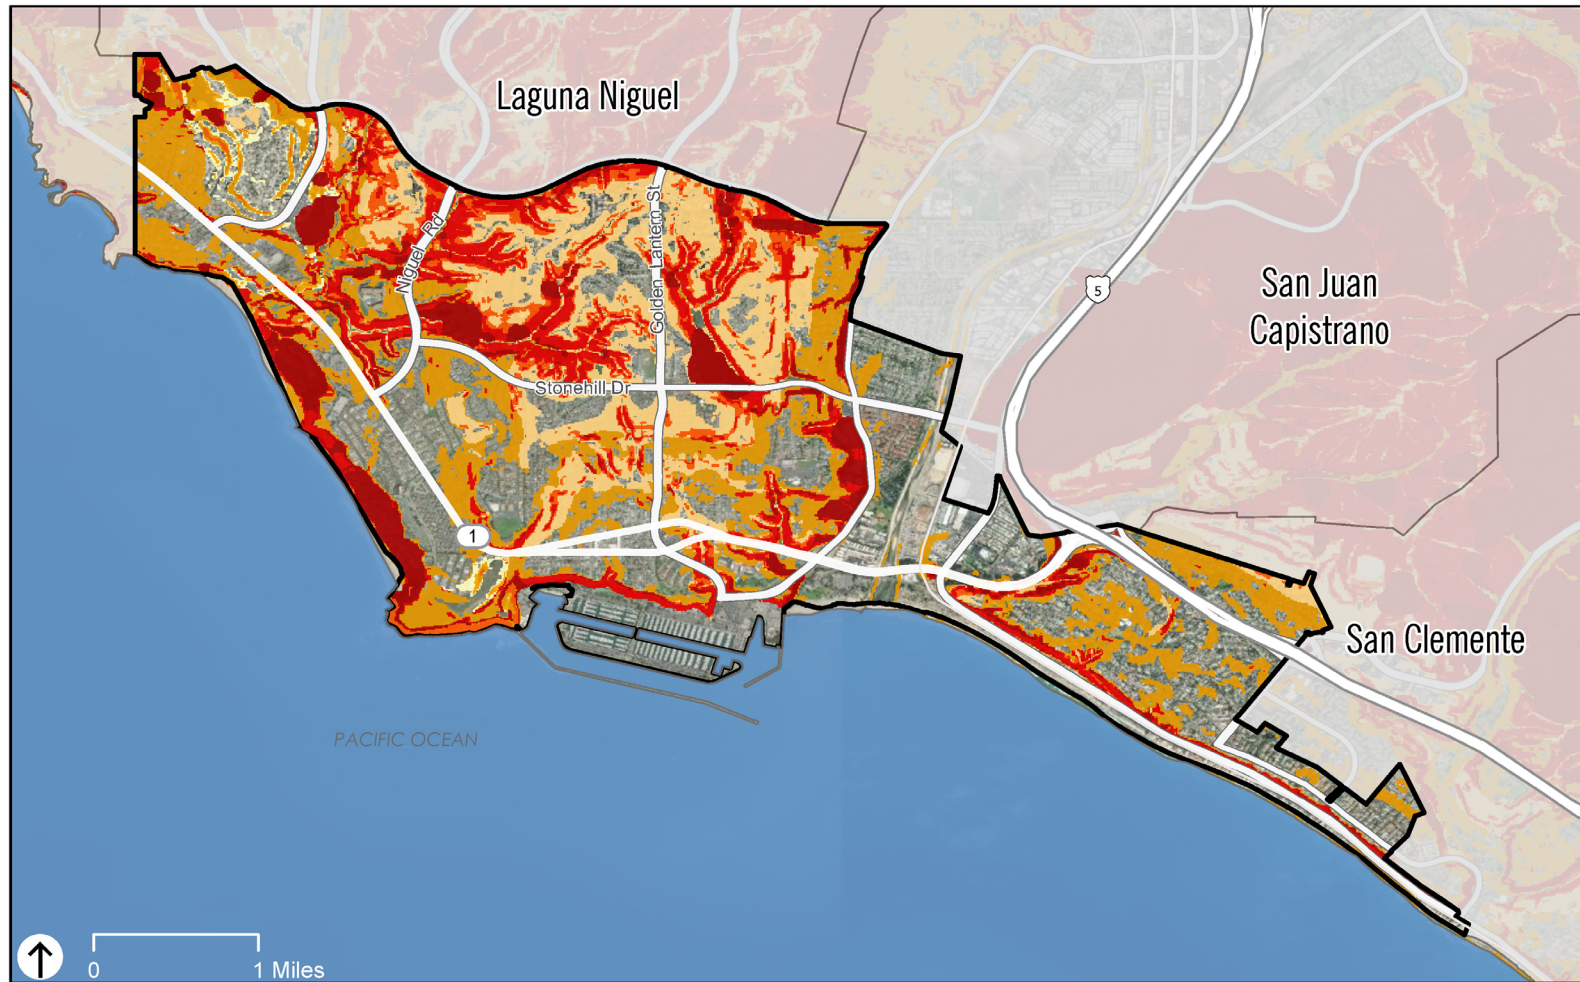 Laguna Niguel
Niguel Rd
Golden Lantern St
5
San Juan
Capistrano
Stonehill Dr
1
San Clemente
PACIFIC OCEAN
0 1 Miles